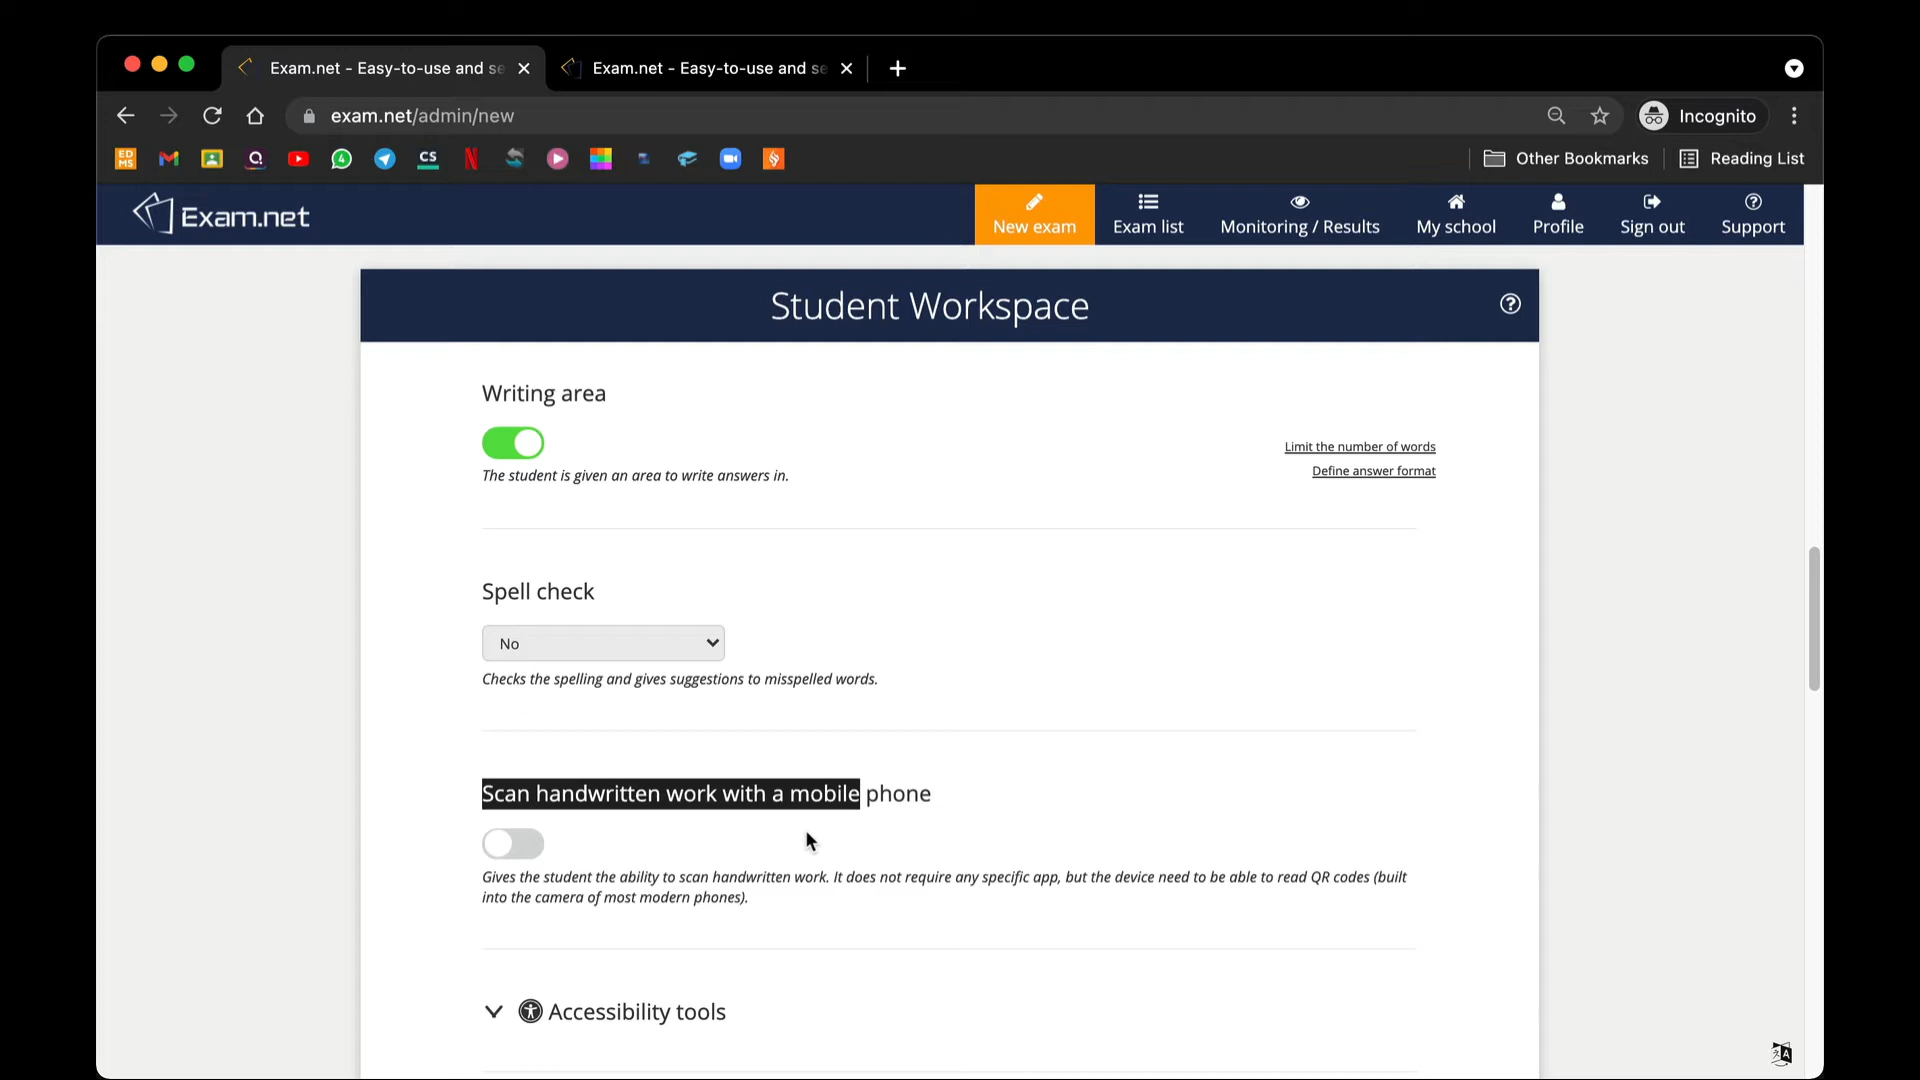 Exam.net - Easy-to-use and se
Exam.net - Easy-to-use and se
exam.net/admin/new
Incognito
ED
MS
4
CS
Other Bookmarks
Reading List
Exam.net
New exam
Exam list
Monitoring / Results
My school
Profile
Sign out
Support
Student Workspace
Writing area
The student is given an area to write answers in.
Limit the number of words
Define answer format
Spell check
No
Checks the spelling and gives suggestions to misspelled words.
Scan handwritten work with a mobile phone
Gives the student the ability to scan handwritten work. It does not require any specific app, but the device need to be able to read QR codes (built
into the camera of most modern phones).
Accessibility tools